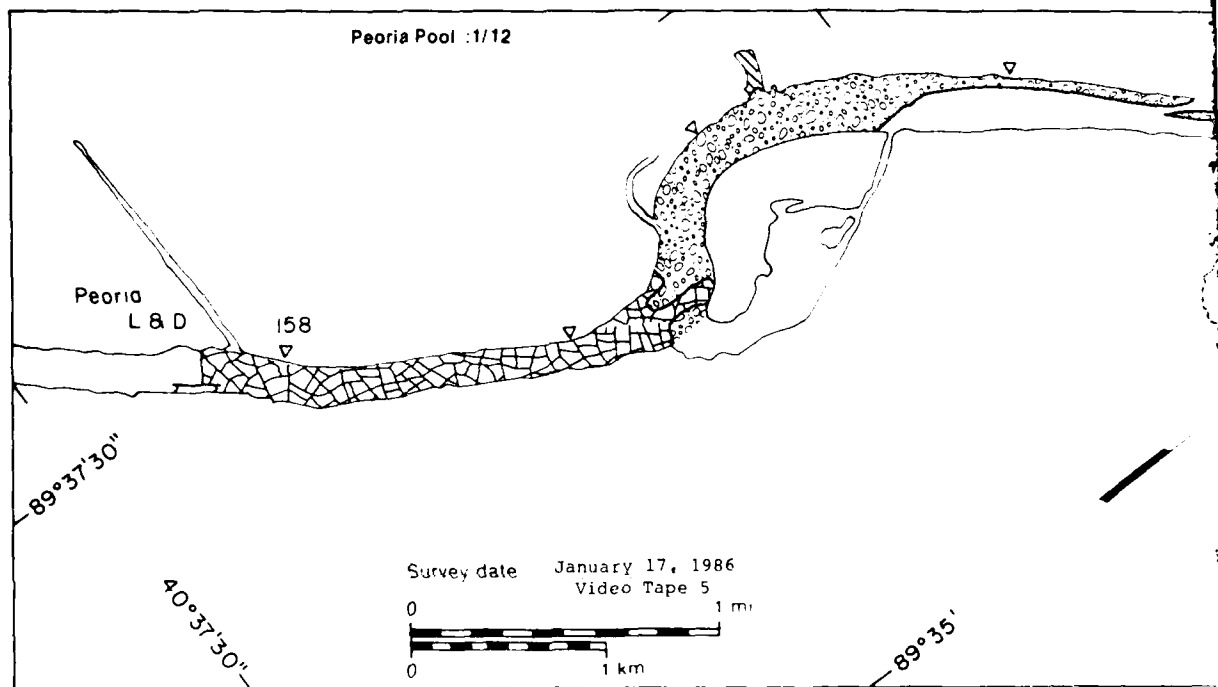 Peoria Pool :1/12
Peoria
L & D
158
89°37'30"
Survey date January 17, 1986
Video Tape 5
0 1 mi
0 1 km
40°37'30"
89°35'